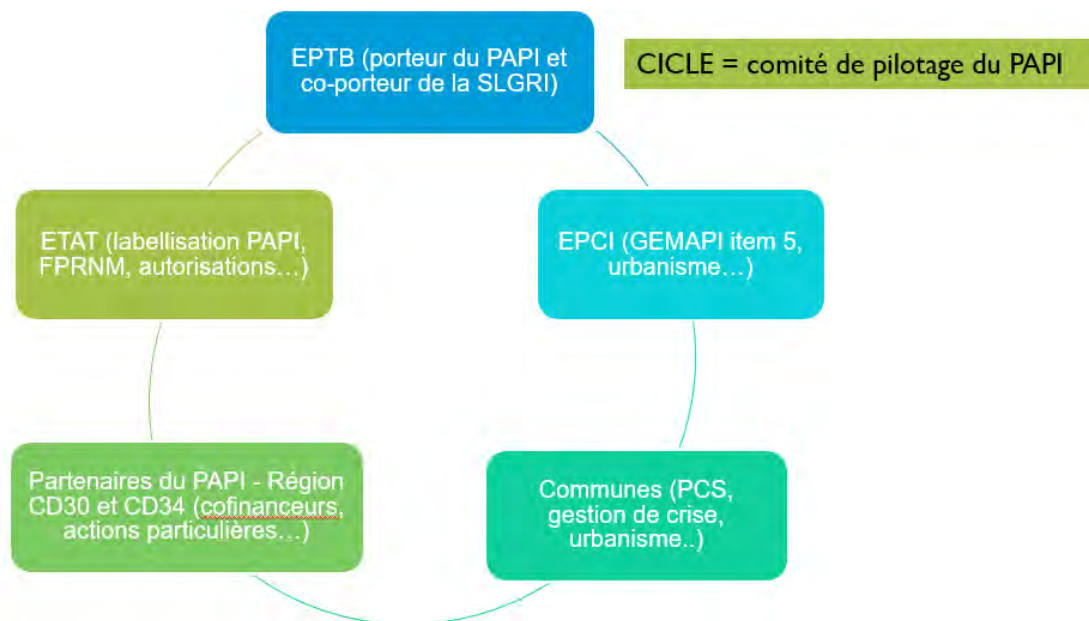 EPTB (porteur du PAPI et
co-porteur de la SLGRI)
CICLE = comité de pilotage du PAPI
ETAT (labellisation PAPI,
FPRNM, autorisations…)
EPCI (GEMAPI item 5,
urbanisme…)
Partenaires du PAPI - Région
CD30 et CD34 (cofinanceurs,
actions particulières…)
Communes (PCS,
gestion de crise,
urbanisme..)